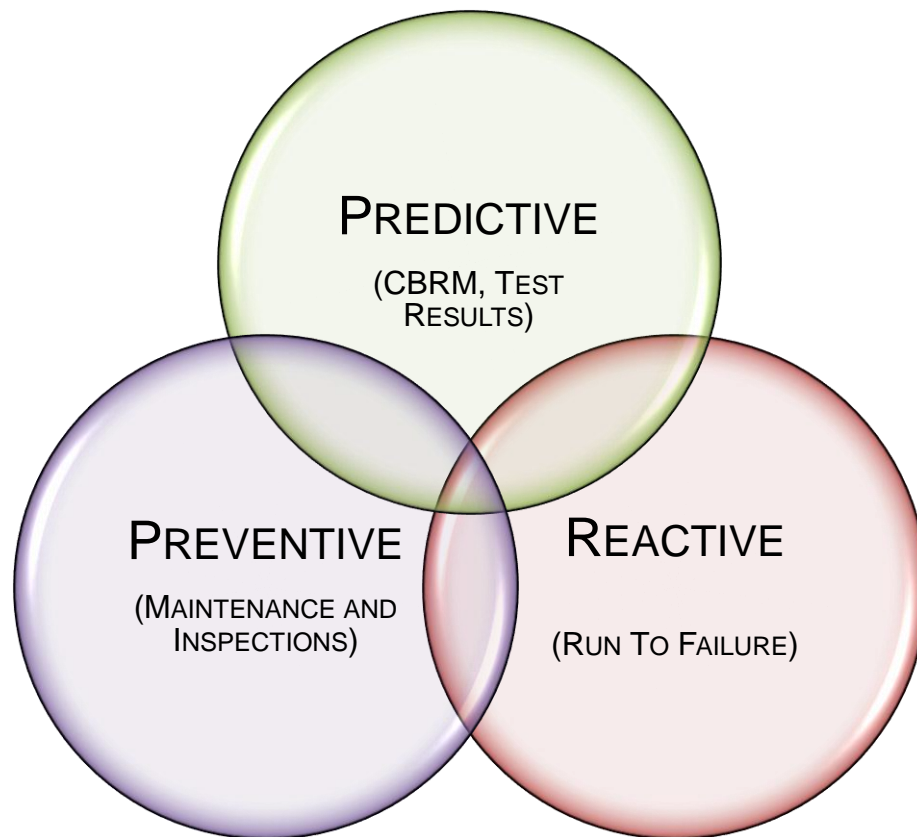 PREDICTIVE
(CBRM, TEST
RESULTS)
PREVENTIVE
(MAINTENANCE AND
INSPECTIONS)
REACTIVE
(RUN TO FAILURE)